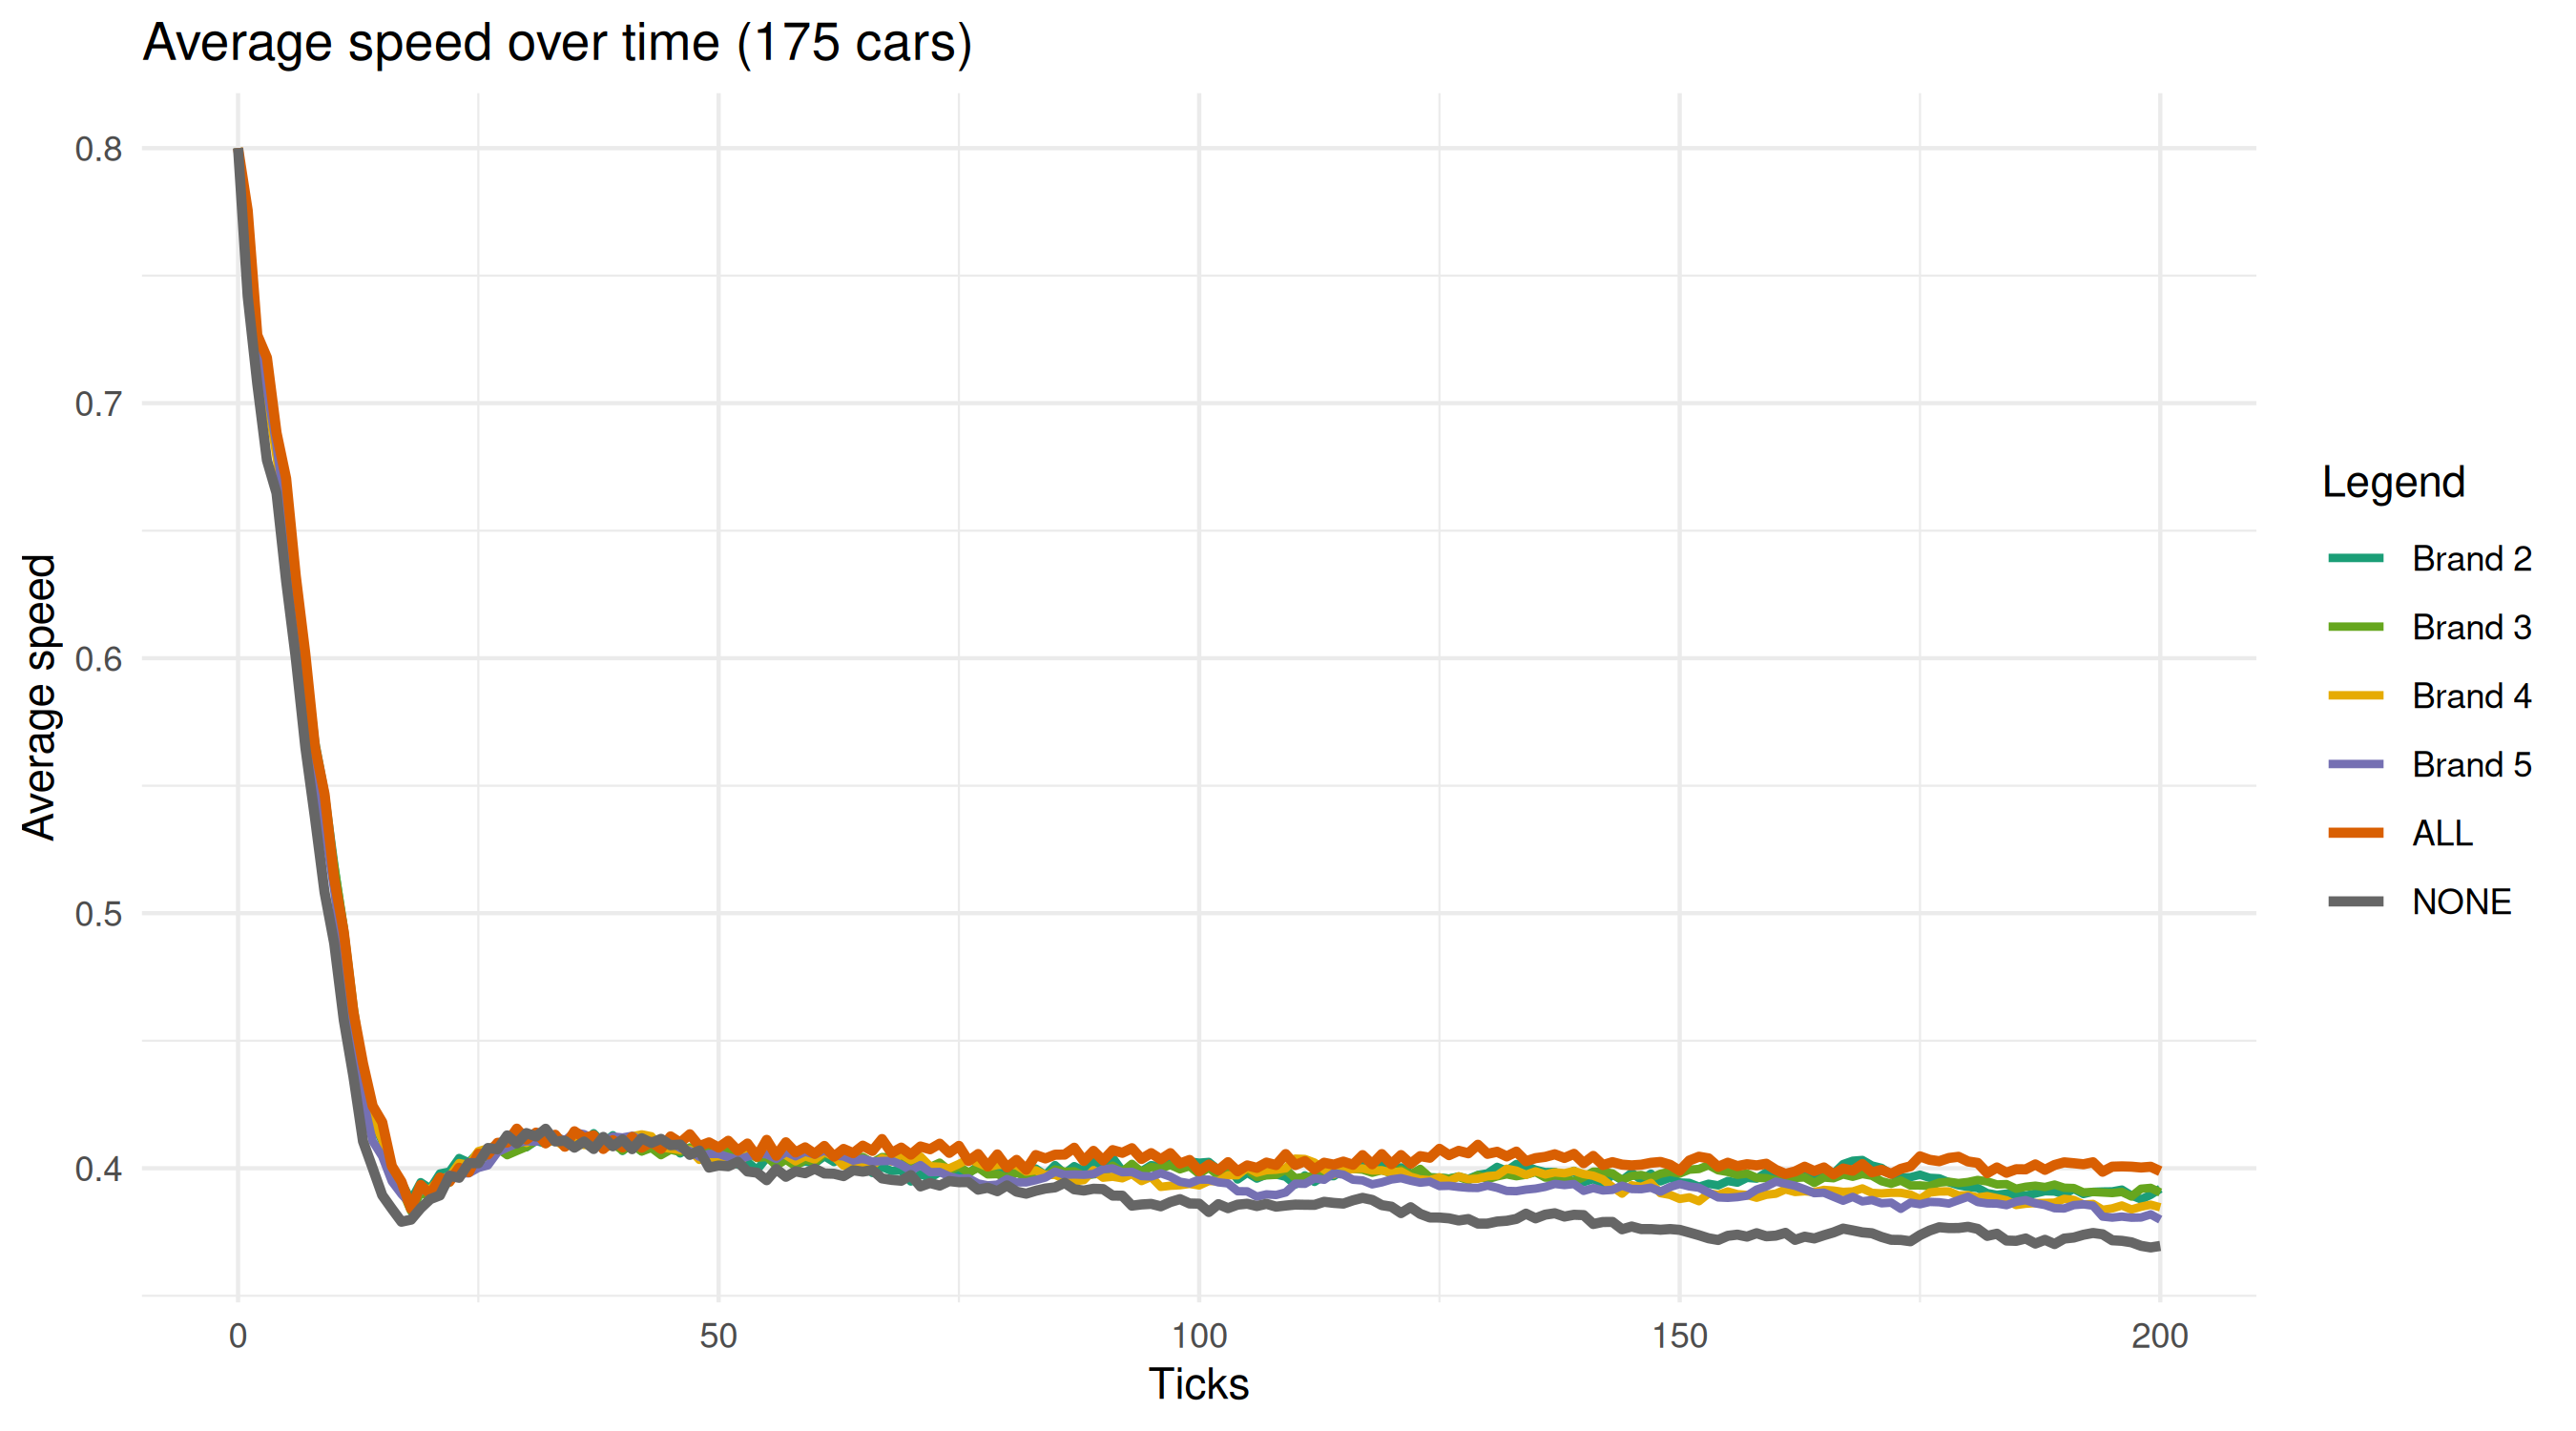 Average speed over time (175 cars)
0.8
0.7
0.6
0.5
0.4
Average speed
0
50
100
150
200
Ticks
Legend
Brand 2
Brand 3
Brand 4
Brand 5
ALL
NONE